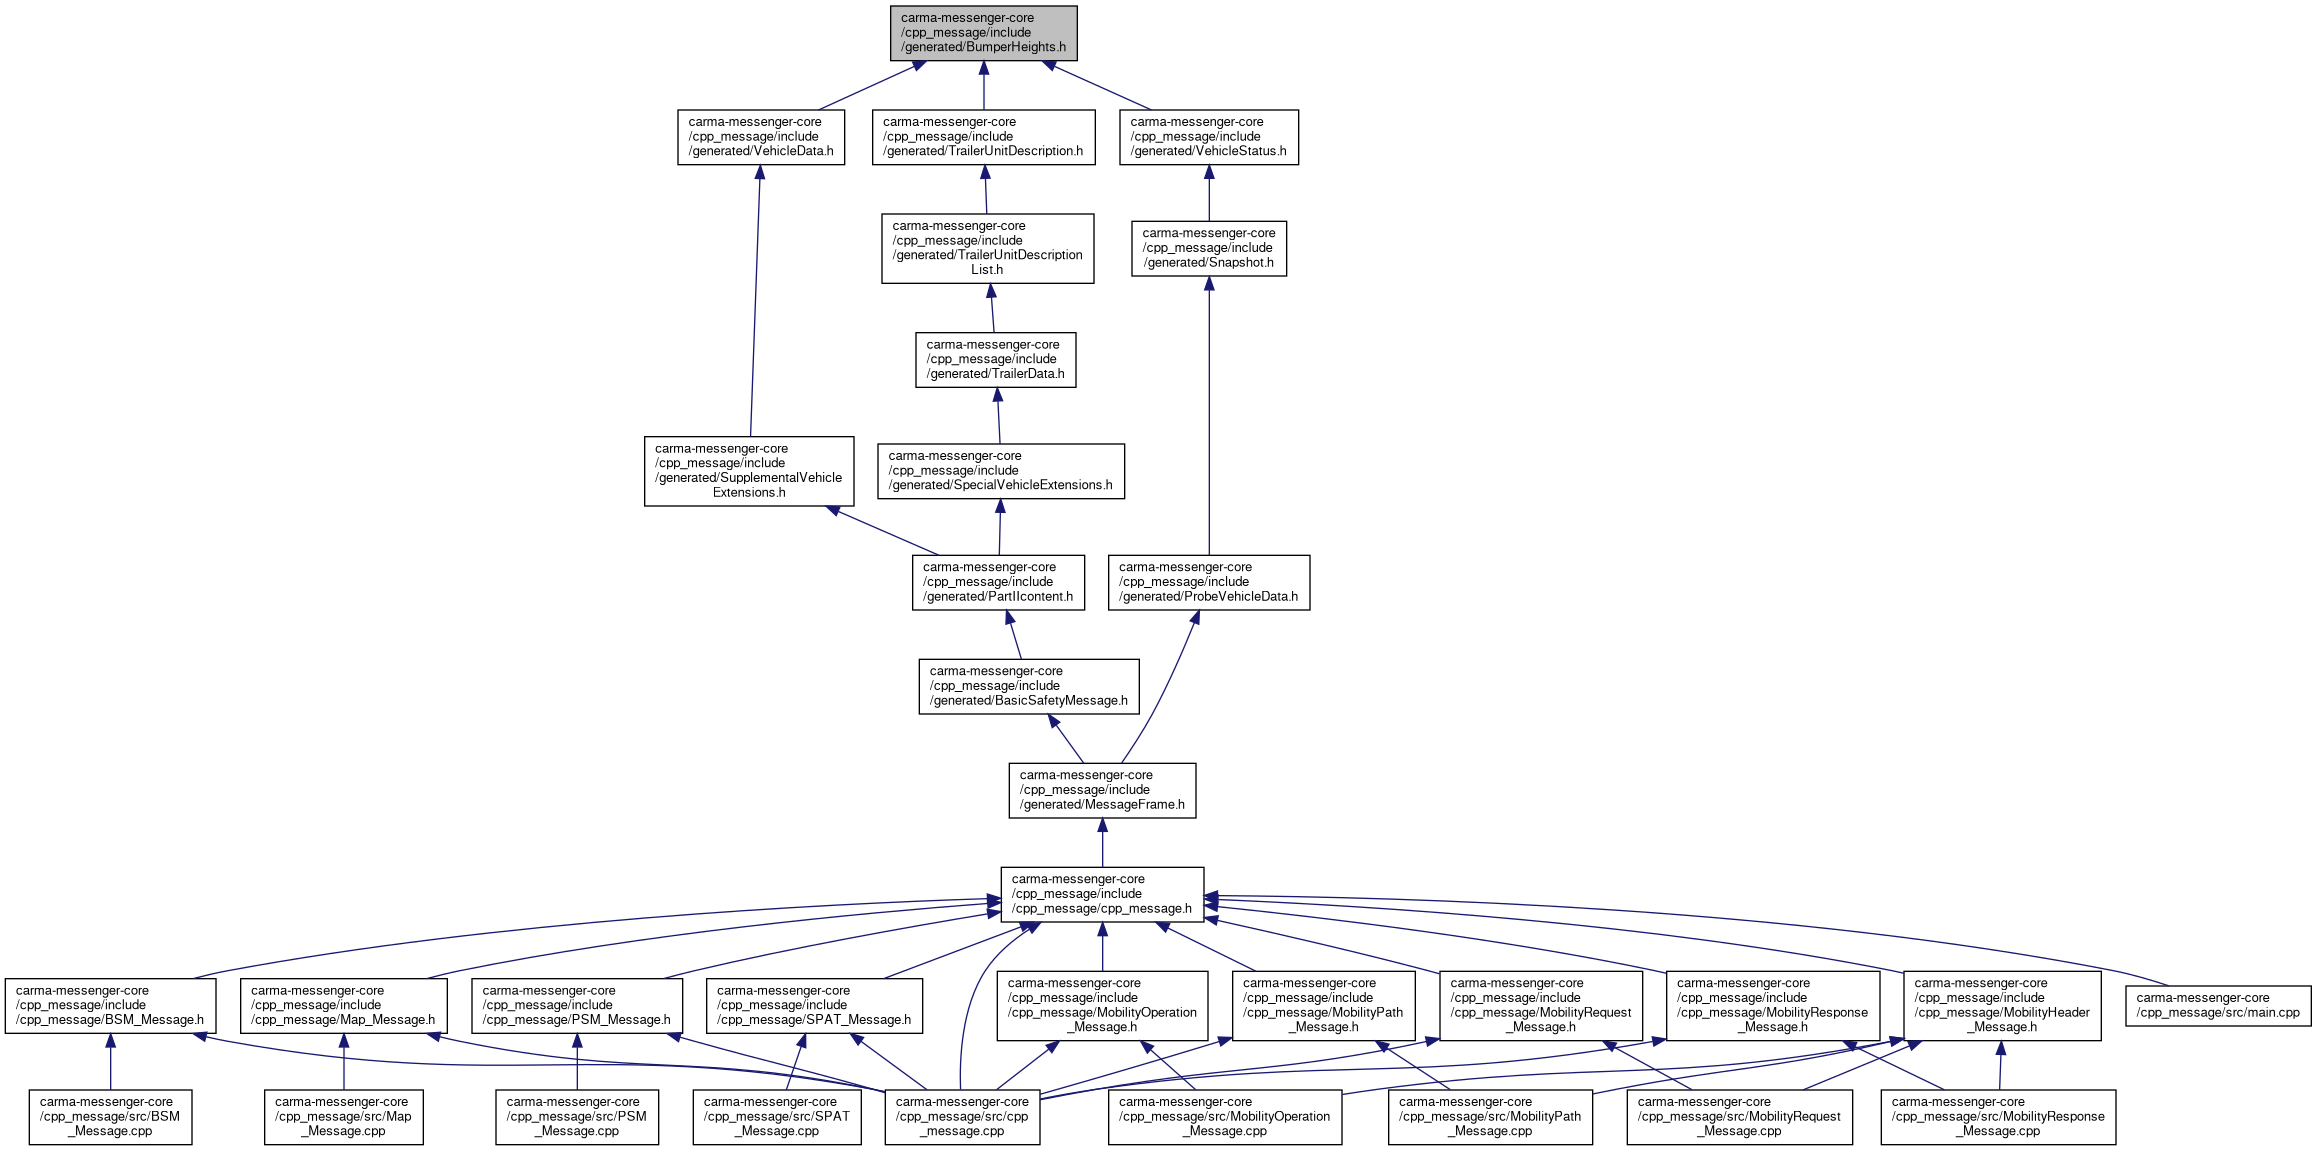 carma-messenger-core
/cpp_message/include
/generated/BumperHeights.h
carma-messenger-core
/cpp_message/include
/generated/VehicleData.h
carma-messenger-core
/cpp_message/include
/generated/TrailerUnitDescription.h
carma-messenger-core
/cpp_message/include
/generated/VehicleStatus.h
carma-messenger-core
/cpp_message/include
/generated/TrailerUnitDescription
List.h
carma-messenger-core
/cpp_message/include
/generated/Snapshot.h
carma-messenger-core
/cpp_message/include
/generated/TrailerData.h
carma-messenger-core
/cpp_message/include
/generated/SupplementalVehicle
Extensions.h
carma-messenger-core
/cpp_message/include
/generated/SpecialVehicleExtensions.h
carma-messenger-core
/cpp_message/include
/generated/PartIIcontent.h
carma-messenger-core
/cpp_message/include
/generated/ProbeVehicleData.h
carma-messenger-core
/cpp_message/include
/generated/BasicSafetyMessage.h
carma-messenger-core
/cpp_message/include
/generated/MessageFrame.h
carma-messenger-core
/cpp_message/include
/cpp_message/cpp_message.h
carma-messenger-core
/cpp_message/include
/cpp_message/BSM_Message.h
carma-messenger-core
/cpp_message/include
/cpp_message/Map_Message.h
carma-messenger-core
/cpp_message/include
/cpp_message/PSM_Message.h
carma-messenger-core
/cpp_message/include
/cpp_message/SPAT_Message.h
carma-messenger-core
/cpp_message/include
/cpp_message/MobilityOperation
_Message.h
carma-messenger-core
/cpp_message/include
/cpp_message/MobilityPath
_Message.h
carma-messenger-core
/cpp_message/include
/cpp_message/MobilityRequest
_Message.h
carma-messenger-core
/cpp_message/include
/cpp_message/MobilityResponse
_Message.h
carma-messenger-core
/cpp_message/include
/cpp_message/MobilityHeader
_Message.h
carma-messenger-core
/cpp_message/src/main.cpp
carma-messenger-core
/cpp_message/src/BSM
_Message.cpp
carma-messenger-core
/cpp_message/src/Map
_Message.cpp
carma-messenger-core
/cpp_message/src/PSM
_Message.cpp
carma-messenger-core
/cpp_message/src/SPAT
_Message.cpp
carma-messenger-core
/cpp_message/src/cpp
_message.cpp
carma-messenger-core
/cpp_message/src/MobilityOperation
_Message.cpp
carma-messenger-core
/cpp_message/src/MobilityPath
_Message.cpp
carma-messenger-core
/cpp_message/src/MobilityRequest
_Message.cpp
carma-messenger-core
/cpp_message/src/MobilityResponse
_Message.cpp